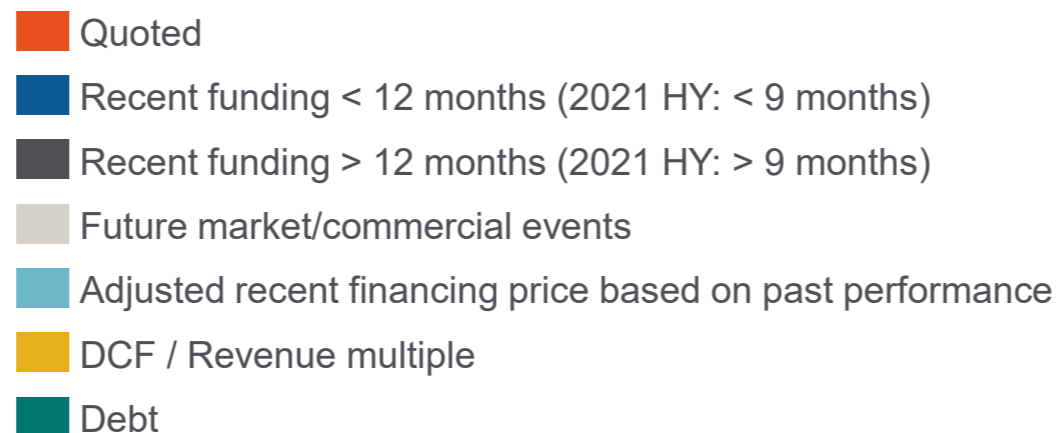 Quoted
Recent funding < 12 months (2021 HY: < 9 months)
Recent funding > 12 months (2021 HY: > 9 months)
Future market/commercial events
Adjusted recent financing price based on past performance
DCF / Revenue multiple
Debt